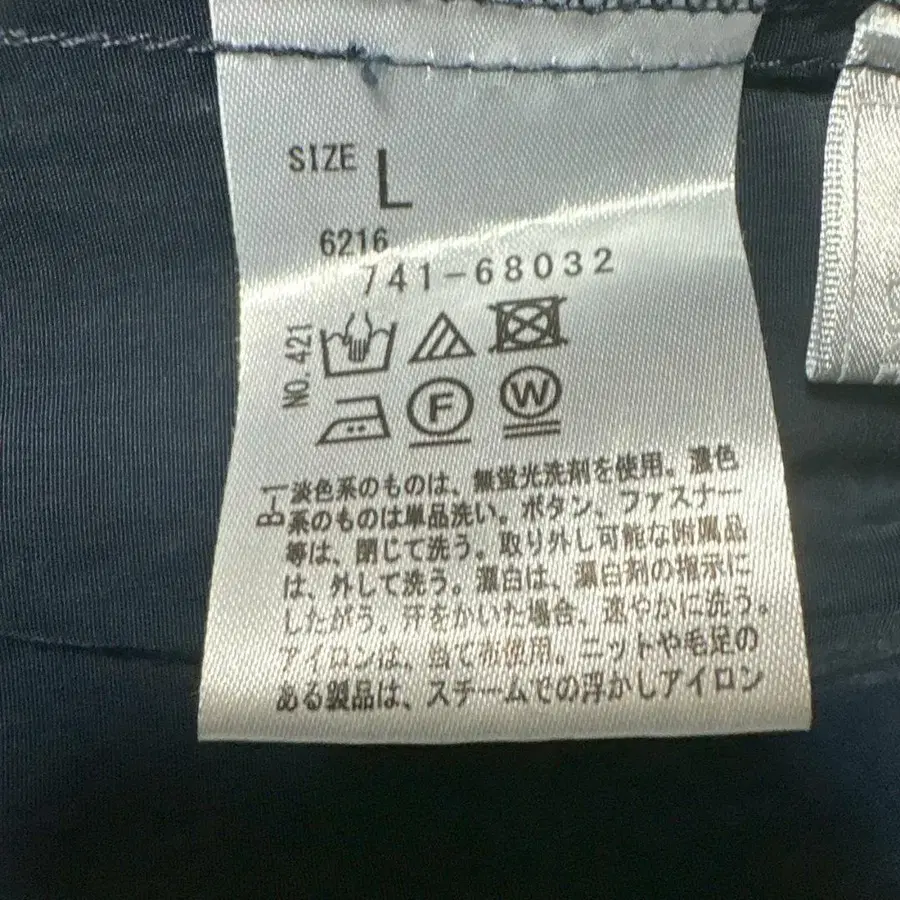 SIZE L
6216
741-68032
NO.421
F W
B-1
淡色系のものは、無蛍光洗剤を使用。濃色
系のものは単品洗い。ボタン、ファスナー
等は、閉じて洗う。取り外し可能な附属品
は、外して洗う。漂白は、漂白剤の指示に
したがう。汗をかいた場合、速やかに洗う。
アイロンは、当て布使用。ニットや毛足の
ある製品は、スチームでの浮かしアイロン